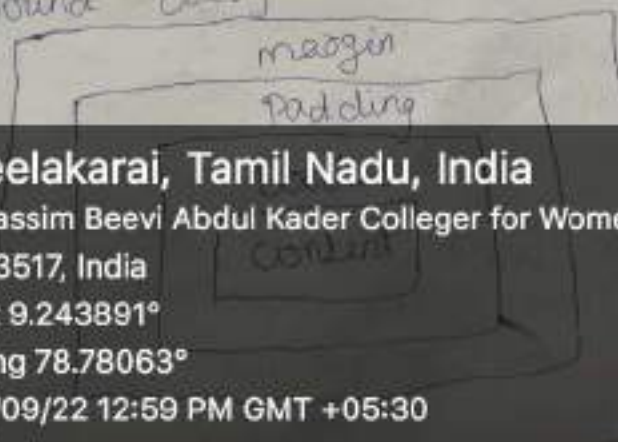 margin
Padding
eelakarai, Tamil Nadu, India
assim Beevi Abdul Kader Colleger for Wome
3517, India
content
9.243891°
ng 78.78063°
/09/22 12:59 PM GMT +05:30